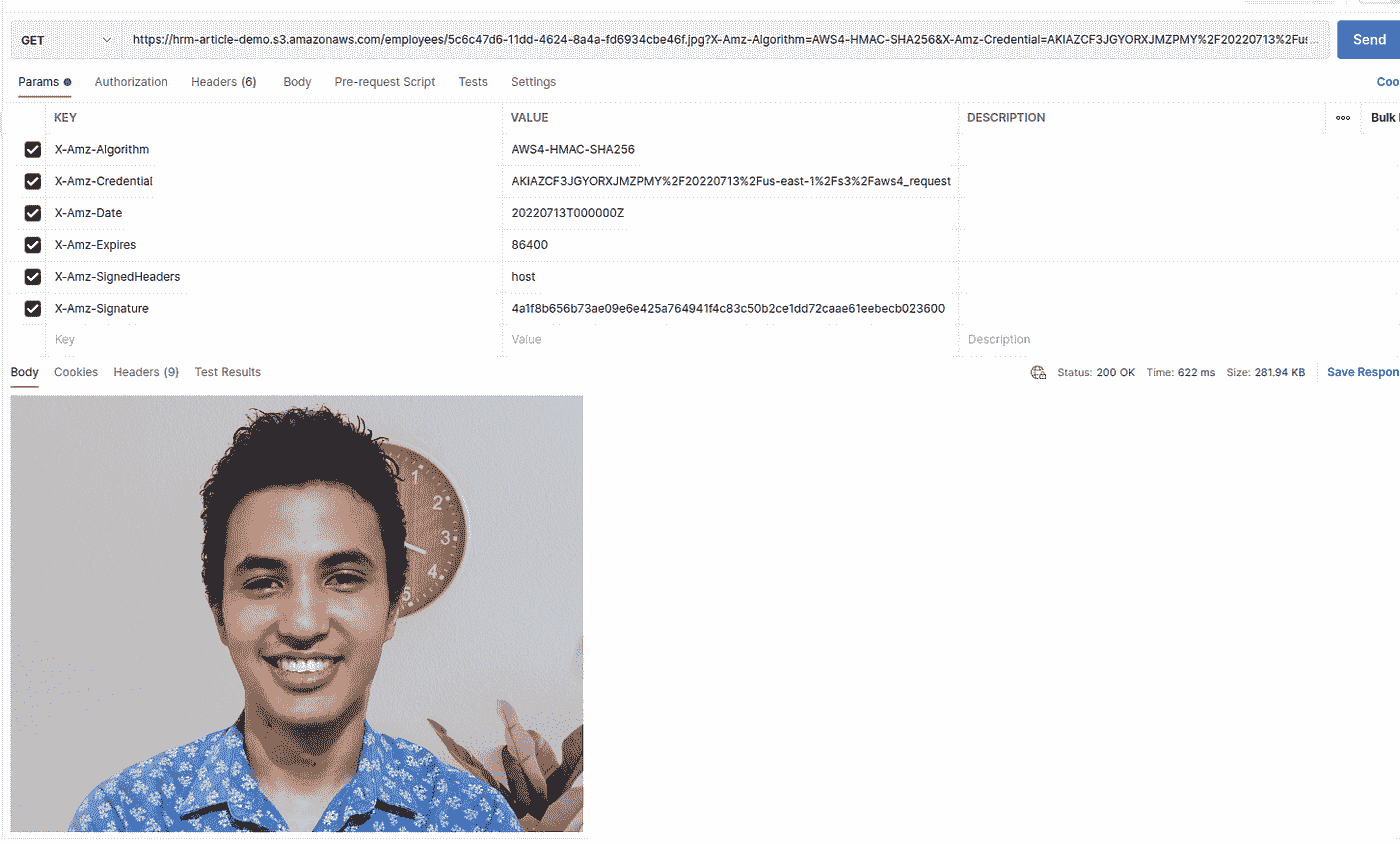 GET https://hrm-article-demo.s3.amazonaws.com/employees/5c6c47d6-11dd-4624-8a4a-fd6934cbe46f.jpg?X-Amz-Algorithm=AWS4-HMAC-SHA256&X-Amz-Credential=AKIAZCF3JGYORXJMZPMY%2F20220713%2Fus... Send
Params Authorization Headers (6) Body Pre-request Script Tests Settings Coo
KEY VALUE DESCRIPTION ooo Bulk
X-Amz-Algorithm AWS4-HMAC-SHA256
X-Amz-Credential AKIAZCF3JGYORXJMZPMY%2F20220713%2Fus-east-1%2Fs3%2Faws4_request
X-Amz-Date 20220713T000000Z
X-Amz-Expires 86400
X-Amz-SignedHeaders host
X-Amz-Signature 4a1f8b656b73ae09e6e425a764941f4c83c50b2ce1dd72caae61eebecb023600
Key Value Description
Body Cookies Headers (9) Test Results Status: 200 OK Time: 622 ms Size: 281.94 KB Save Respon
1
2
3
4
5